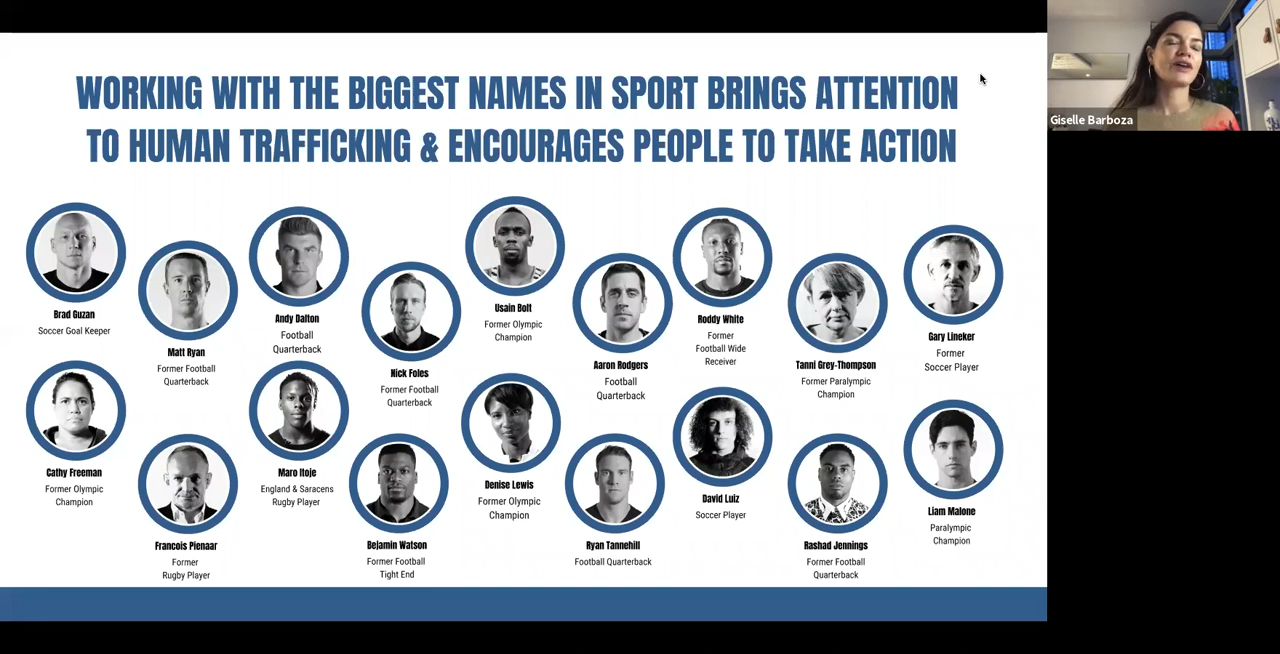 WORKING WITH THE BIGGEST NAMES IN SPORT BRINGS ATTENTION
TO HUMAN TRAFFICKING & ENCOURAGES PEOPLE TO TAKE ACTION
Giselle Barboza
Brad Guzan
Soccer Goal Keeper
Matt Ryan
Former Football
Quarterback
Andy Dalton
Football
Quarterback
Nick Foles
Former Football
Quarterback
Usain Bolt
Former Olympic
Champion
Aaron Rodgers
Football
Quarterback
Roddy White
Former
Football Wide
Receiver
Tanni Grey-Thompson
Former Paralympic
Champion
Gary Lineker
Former
Soccer Player
Cathy Freeman
Former Olympic
Champion
Francois Pienaar
Former
Rugby Player
Maro Itoje
England & Saracens
Rugby Player
Bejamin Watson
Former Football
Tight End
Denise Lewis
Former Olympic
Champion
Ryan Tannehill
Football Quarterback
David Luiz
Soccer Player
Rashad Jennings
Former Football
Quarterback
Liam Malone
Paralympic
Champion